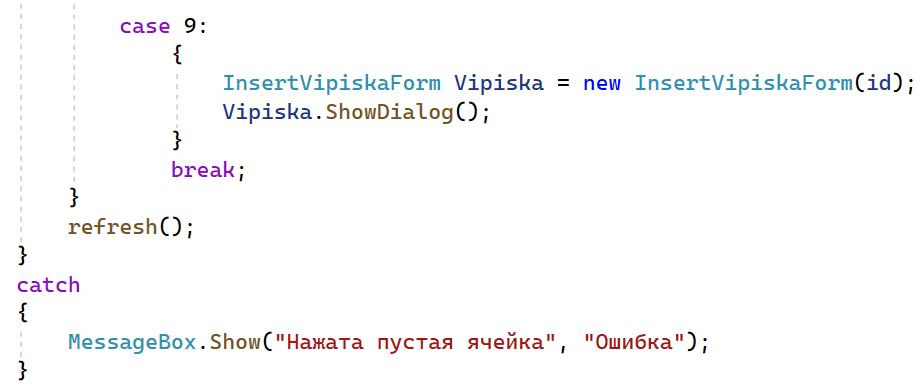 case 9:
{
InsertVipiskaForm Vipiska = new InsertVipiskaForm(id);
Vipiska.ShowDialog();
}
break;
}
refresh();
}
catch
{
MessageBox.Show("Нажата пустая ячейка", "Ошибка");
}